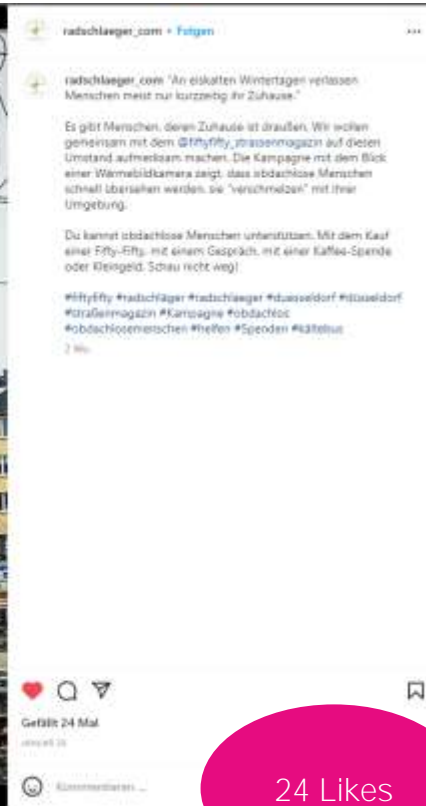 radschlaeger_com • Folgen
radschlaeger_com "An eiskalten Wintertagen verlassen
Menschen meist nur kurzzeitig ihr Zuhause."
Es gibt Menschen, deren Zuhause ist draußen. Wir wollen
gemeinsam mit dem @fiftyfifty_strassenmagazin auf diesen
Umstand aufmerksam machen. Die Kampagne mit dem Blick
einer Wärmebildkamera zeigt, dass obdachlose Menschen
schnell übersehen werden, sie "verschmelzen" mit ihrer
Umgebung.
Du kannst obdachlose Menschen unterstützen. Mit dem Kauf
einer Fifty-Fifty, mit einem Gespräch, mit einer Kaffee-Spende
oder Kleingeld. Schau nicht weg!
#fiftyfifty #radschläger #radschlaeger #duesseldorf #düsseldorf
#straßenmagazin #Kampagne #obdachlos
#obdachlosemenschen #helfen #Spenden #kältebus
2 Wo.
Gefällt 24 Mal
Kommentieren ...
24 Likes